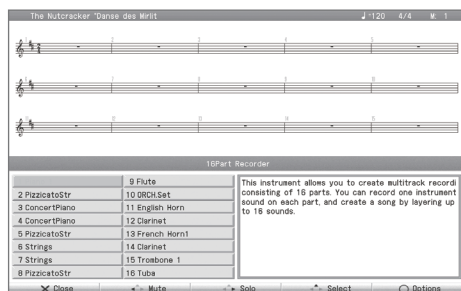 The Nutcracker "Danse des Mirlit
♩=120 4/4 M: 1
16Part Recorder
2 PizzicatoStr
3 ConcertPiano
4 ConcertPiano
5 PizzicatoStr
6 Strings
7 Strings
8 PizzicatoStr
9 Flute
10 ORCH.Set
11 English Horn
12 Clarinet
13 French Horn1
14 Clarinet
15 Trombone 1
16 Tuba
This instrument allows you to create multitrack recordi
consisting of 16 parts. You can record one instrument
sound on each part, and create a song by layering up
to 16 sounds.
Close Mute Solo Select Options